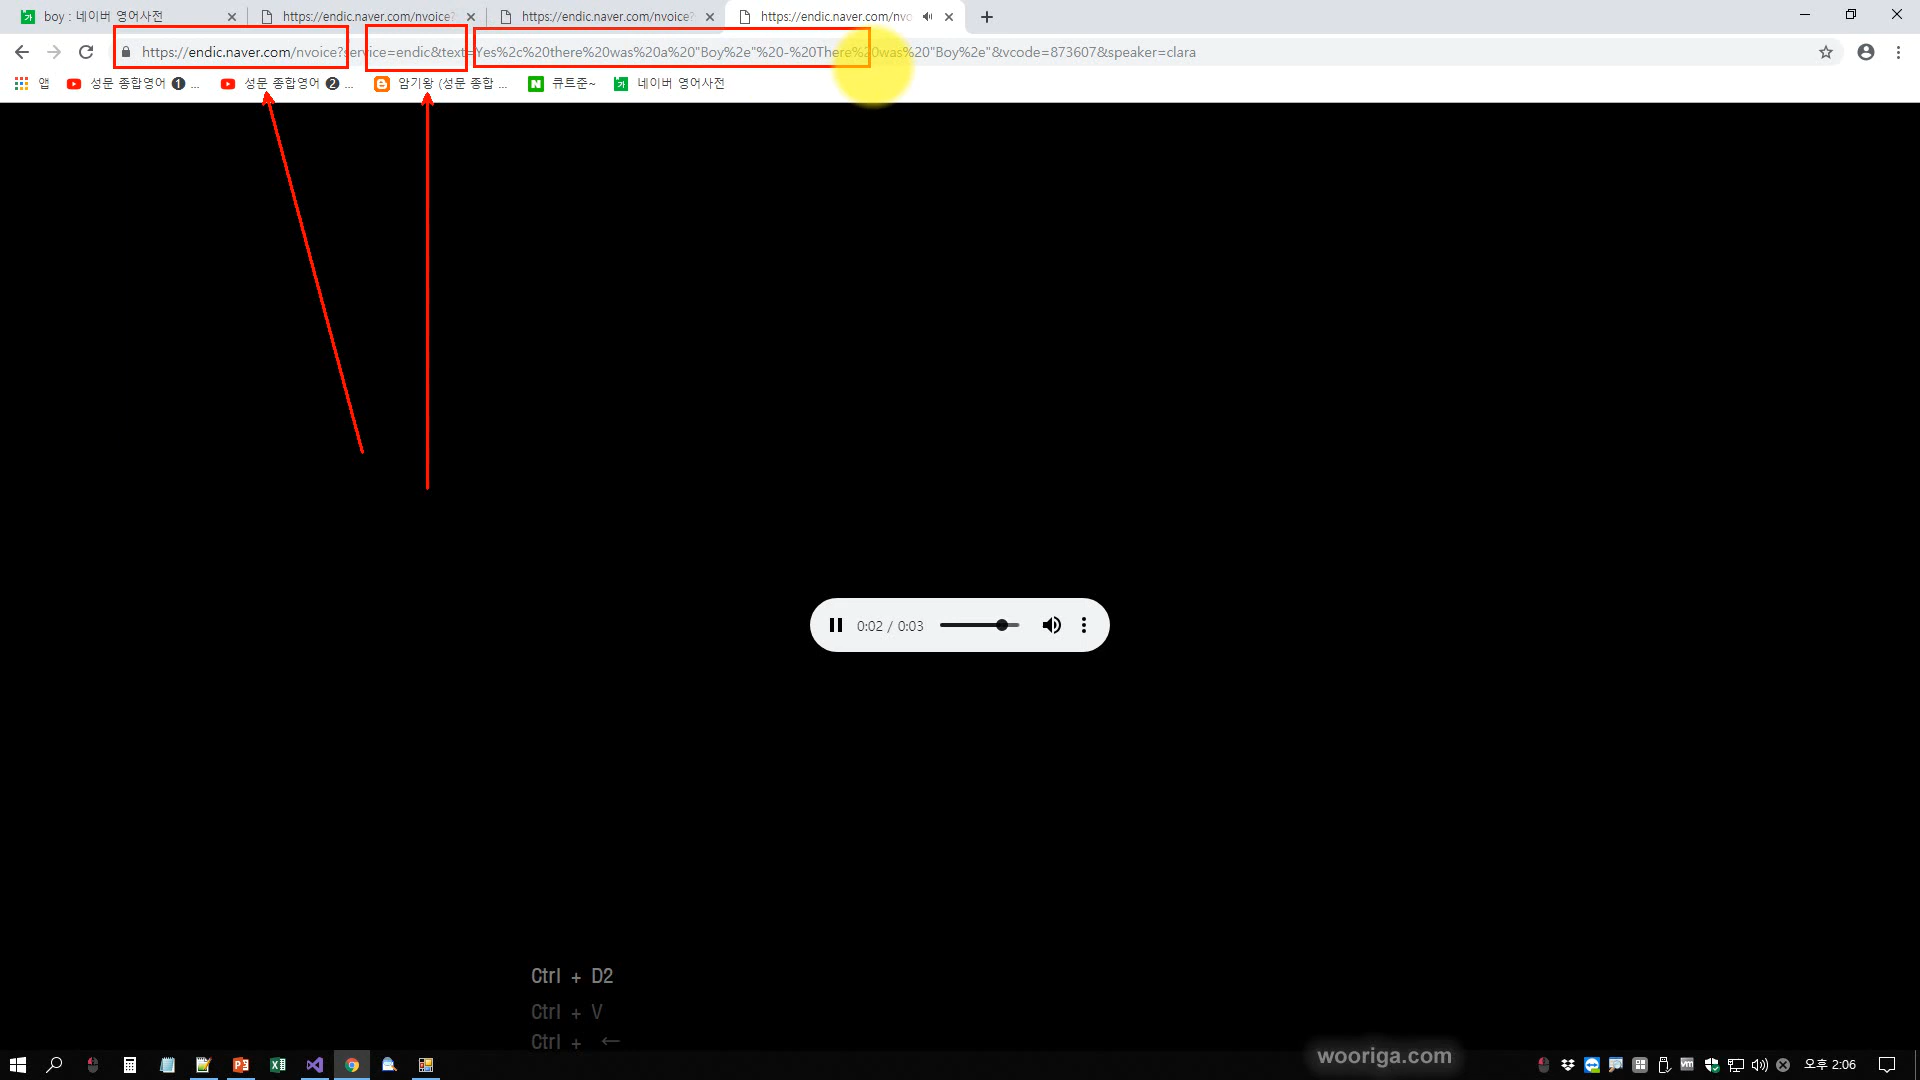 boy : 네이버 영어사전
https://endic.naver.com/nvoice?
https://endic.naver.com/nvoice?
https://endic.naver.com/nvo
https://endic.naver.com/nvoice?service=endic&text=Yes%2c%20there%20was%20a%20"Boy%2e"%20-%20There%20was%20"Boy%2e"&vcode=873607&speaker=clara
앱
성문 종합영어 ❶ ...
성문 종합영어 ❷ ...
암기왕 (성문 종합 ...
큐트준~
네이버 영어사전
0:02 / 0:03
Ctrl + D2
Ctrl + V
Ctrl + ←
wooriga.com
오후 2:06